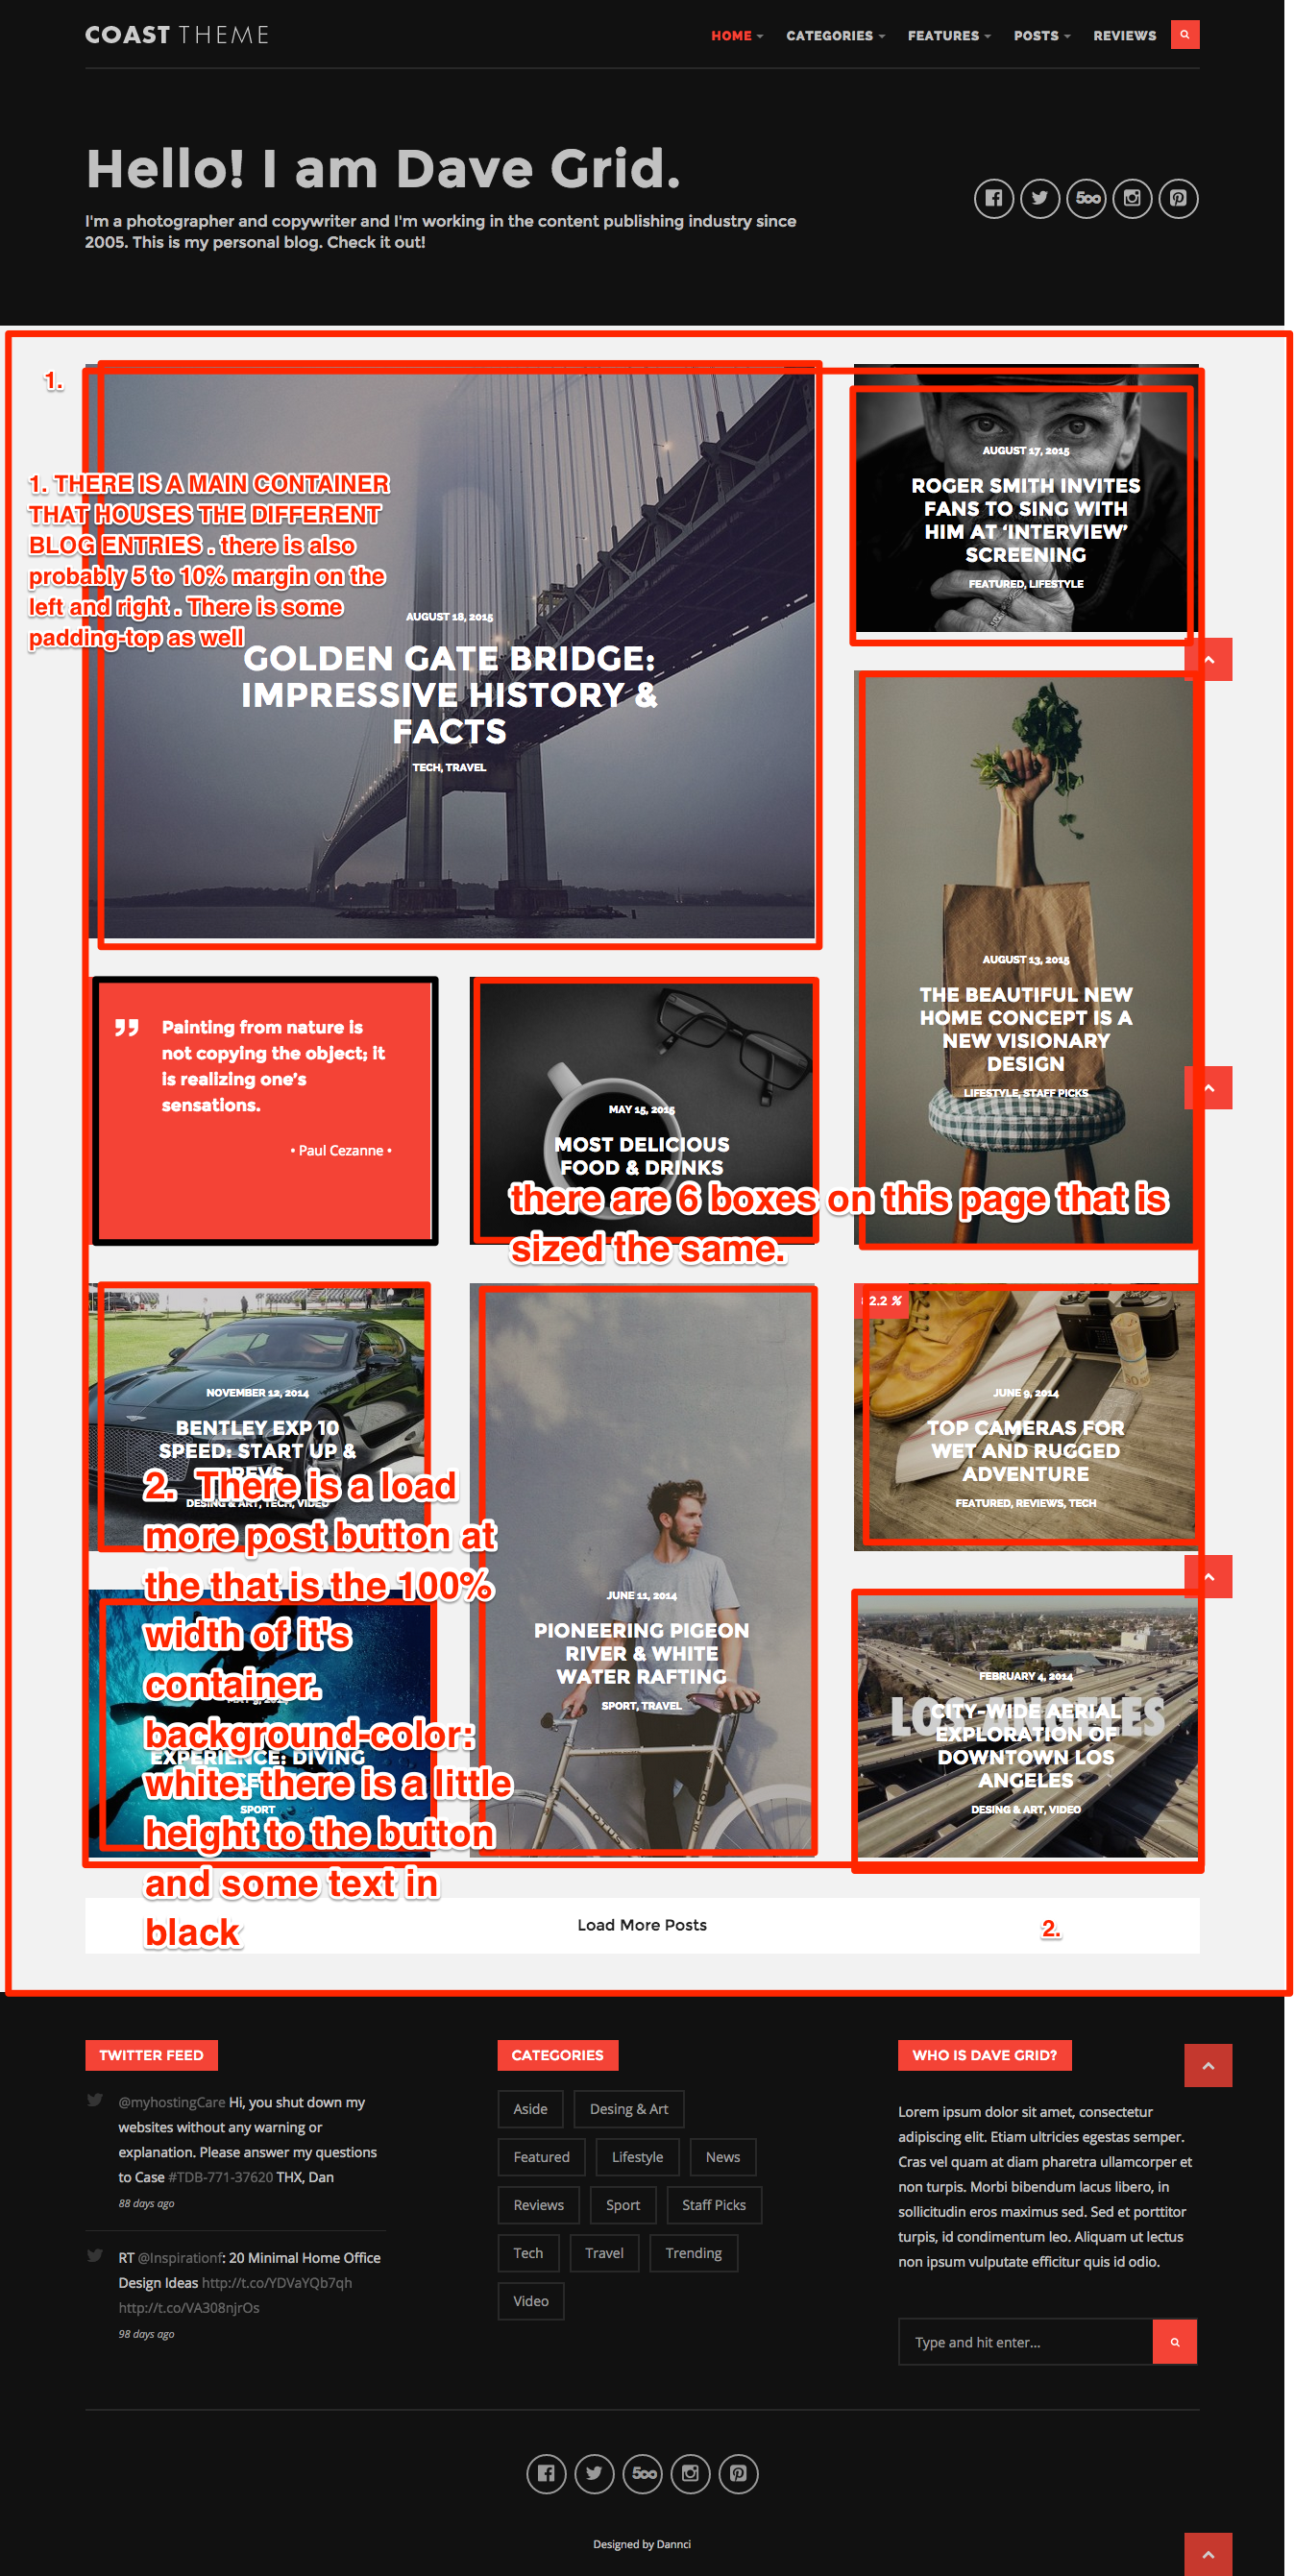 COAST THEME
HOME CATEGORIES FEATURES POSTS REVIEWS
Hello! I am Dave Grid.
I'm a photographer and copywriter and I'm working in the content publishing industry since
2005. This is my personal blog. Check it out!
500
1.
1. THERE IS A MAIN CONTAINER
THAT HOUSES THE DIFFERENT
BLOG ENTRIES . there is also
probably 5 to 10% margin on the
left and right . There is some
padding-top as well
AUGUST 18, 2015
GOLDEN GATE BRIDGE:
IMPRESSIVE HISTORY &
FACTS
TECH, TRAVEL
AUGUST 17, 2015
ROGER SMITH INVITES
FANS TO SING WITH
HIM AT ‘INTERVIEW’
SCREENING
FEATURED, LIFESTYLE
AUGUST 13, 2015
THE BEAUTIFUL NEW
HOME CONCEPT IS A
NEW VISIONARY
DESIGN
LIFESTYLE, STAFF PICKS
Painting from nature is
not copying the object; it
is realizing one’s
sensations.
• Paul Cezanne •
MAY 15, 2015
MOST DELICIOUS
FOOD & DRINKS
there are 6 boxes on this page that is
sized the same.
NOVEMBER 12, 2014
BENTLEY EXP 10
SPEED: START UP &
REVS
DESING & ART, TECH, VIDEO
2. There is a load
more post button at
the that is the 100%
width of it's
container.
background-color:
white. there is a little
height to the button
and some text in
black
EXPERIENCE: DIVING
SPORT
JUNE 11, 2014
PIONEERING PIGEON
RIVER & WHITE
WATER RAFTING
SPORT, TRAVEL
LOTUS
2.2 %
JUNE 9, 2014
TOP CAMERAS FOR
WET AND RUGGED
ADVENTURE
FEATURED, REVIEWS, TECH
FEBRUARY 4, 2014
CITY-WIDE AERIAL
EXPLORATION OF
DOWNTOWN LOS
ANGELES
DESING & ART, VIDEO
Load More Posts
2.
TWITTER FEED
@myhostingCare Hi, you shut down my
websites without any warning or
explanation. Please answer my questions
to Case #TDB-771-37620 THX, Dan
88 days ago
RT @Inspirationf: 20 Minimal Home Office
Design Ideas http://t.co/YDVaYQb7qh
http://t.co/VA308njrOs
98 days ago
CATEGORIES
Aside Desing & Art
Featured Lifestyle News
Reviews Sport Staff Picks
Tech Travel Trending
Video
WHO IS DAVE GRID?
Lorem ipsum dolor sit amet, consectetur
adipiscing elit. Etiam ultricies egestas semper.
Cras vel quam at diam pharetra ullamcorper et
non turpis. Morbi bibendum lacus libero, in
sollicitudin eros maximus sed. Sed et porttitor
turpis, id condimentum leo. Aliquam ut lectus
non ipsum vulputate efficitur quis id odio.
Type and hit enter...
500
Designed by Dannci